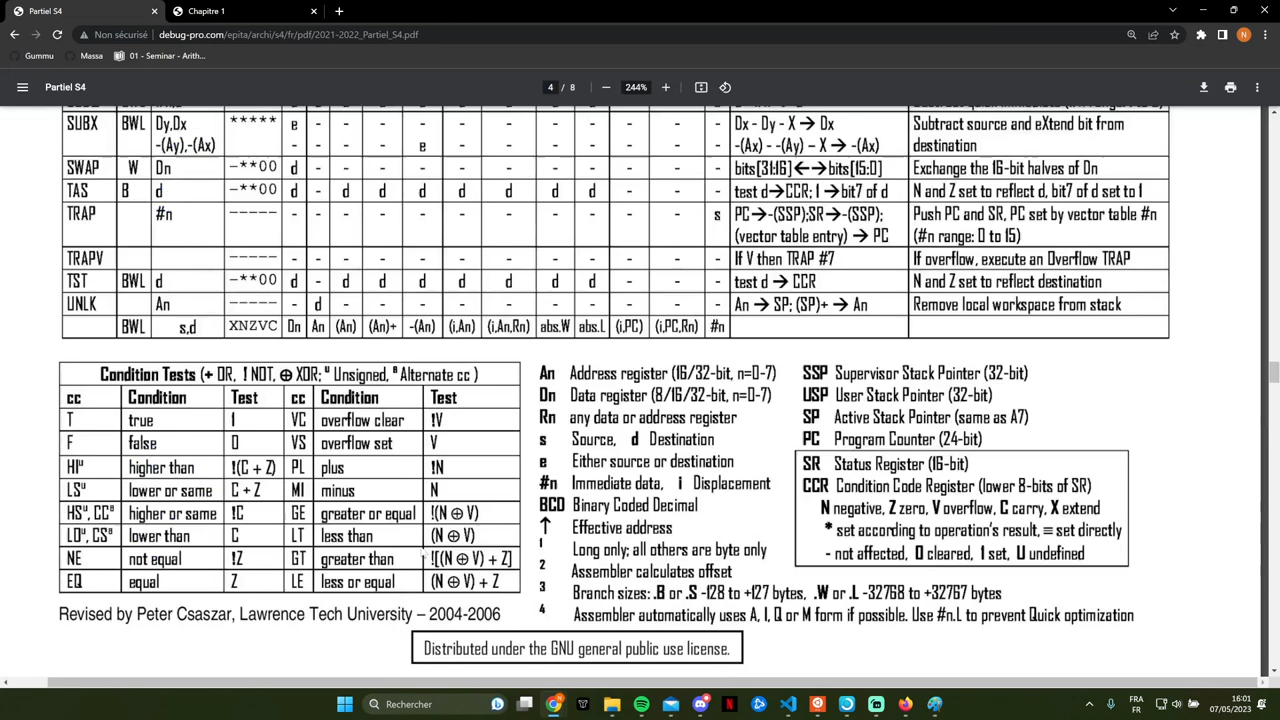 Partiel S4
Chapitre 1
Non sécurisé
debug-pro.com/epita/archi/s4/fr/pdf/2021-2022_Partiel_S4.pdf
N
Gummu
Massa
01 - Seminar - Arith...
Partiel S4
4 / 8
244%
SUBX BWL Dy,Dx ***** e - - - - - - - - - - - Dx - Dy - X → Dx Subtract source and eXtend bit from
-(Ay),-(Ax) - - - - e - - - - - - - -(Ax) - -(Ay) - X → -(Ax) destination
SWAP W Dn -**00 d - - - - - - - - - - - bits[31:16]←→bits[15:0] Exchange the 16-bit halves of Dn
TAS B d -**00 d - d d d d d d d - - - test d→CCR; 1→bit7 of d N and Z set to reflect d, bit7 of d set to 1
TRAP #n ----- - - - - - - - - - - - s PC→-(SSP);SR→-(SSP); Push PC and SR, PC set by vector table #n
(vector table entry) → PC (#n range: 0 to 15)
TRAPV ----- - - - - - - - - - - - - If V then TRAP #7 If overflow, execute an Overflow TRAP
TST BWL d -**00 d - d d d d d d d - - - test d → CCR N and Z set to reflect destination
UNLK An ----- - d - - - - - - - - - - An → SP; (SP)+ → An Remove local workspace from stack
BWL s,d XNZVC Dn An (An) (An)+ -(An) (i,An) (i,An,Rn) abs.W abs.L (i,PC) (i,PC,Rn) #n
Condition Tests (+ OR, ! NOT, ⊕ XOR; ᵘ Unsigned, ᵃ Alternate cc )
cc Condition Test cc Condition Test
T true 1 VC overflow clear !V
F false 0 VS overflow set V
HIᵘ higher than !(C + Z) PL plus !N
LSᵘ lower or same C + Z MI minus N
HSᵘ, CCᵃ higher or same !C GE greater or equal !(N ⊕ V)
LOᵘ, CSᵃ lower than C LT less than (N ⊕ V)
NE not equal !Z GT greater than ![(N ⊕ V) + Z]
EQ equal Z LE less or equal (N ⊕ V) + Z
Revised by Peter Csaszar, Lawrence Tech University – 2004-2006
An Address register (16/32-bit, n=0-7)
Dn Data register (8/16/32-bit, n=0-7)
Rn any data or address register
s Source, d Destination
e Either source or destination
#n Immediate data, i Displacement
BCD Binary Coded Decimal
↑ Effective address
1 Long only; all others are byte only
2 Assembler calculates offset
3 Branch sizes: .B or .S -128 to +127 bytes, .W or .L -32768 to +32767 bytes
4 Assembler automatically uses A, I, Q or M form if possible. Use #n.L to prevent Quick optimization
SSP Supervisor Stack Pointer (32-bit)
USP User Stack Pointer (32-bit)
SP Active Stack Pointer (same as A7)
PC Program Counter (24-bit)
SR Status Register (16-bit)
CCR Condition Code Register (lower 8-bits of SR)
N negative, Z zero, V overflow, C carry, X extend
* set according to operation's result, ≡ set directly
- not affected, 0 cleared, 1 set, U undefined
Distributed under the GNU general public use license.
Rechercher
FRA
FR
16:01
07/05/2023